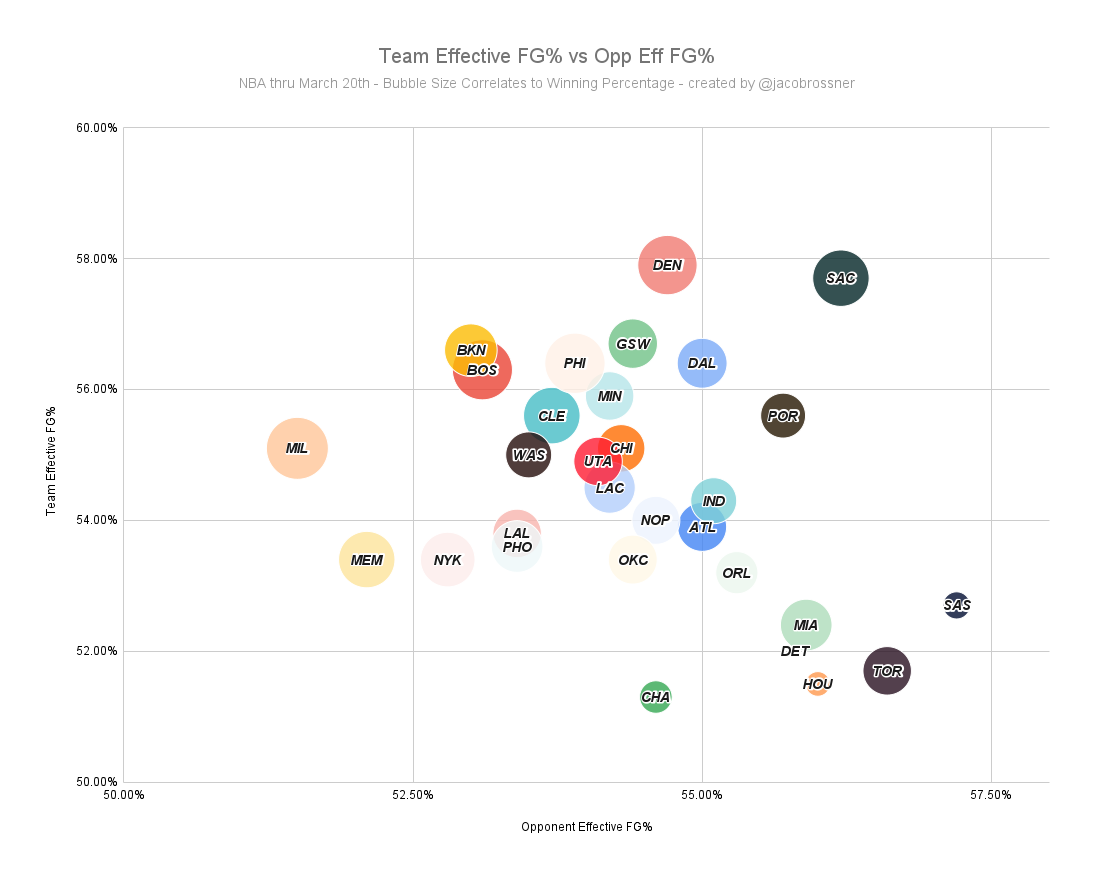 Team Effective FG% vs Opp Eff FG%
NBA thru March 20th - Bubble Size Correlates to Winning Percentage - created by @jacobrossner
60.00%
58.00%
DEN
SAC
BKN
GSW
PHI
DAL
BOS
56.00%
MIN
CLE
POR
MIL
CHI
WAS
UTA
LAC
IND
54.00%
NOP
ATL
LAL
PHO
MEM
NYK
OKC
ORL
SAS
MIA
52.00%
DET
TOR
HOU
CHA
50.00%
50.00%
52.50%
55.00%
57.50%
Team Effective FG%
Opponent Effective FG%